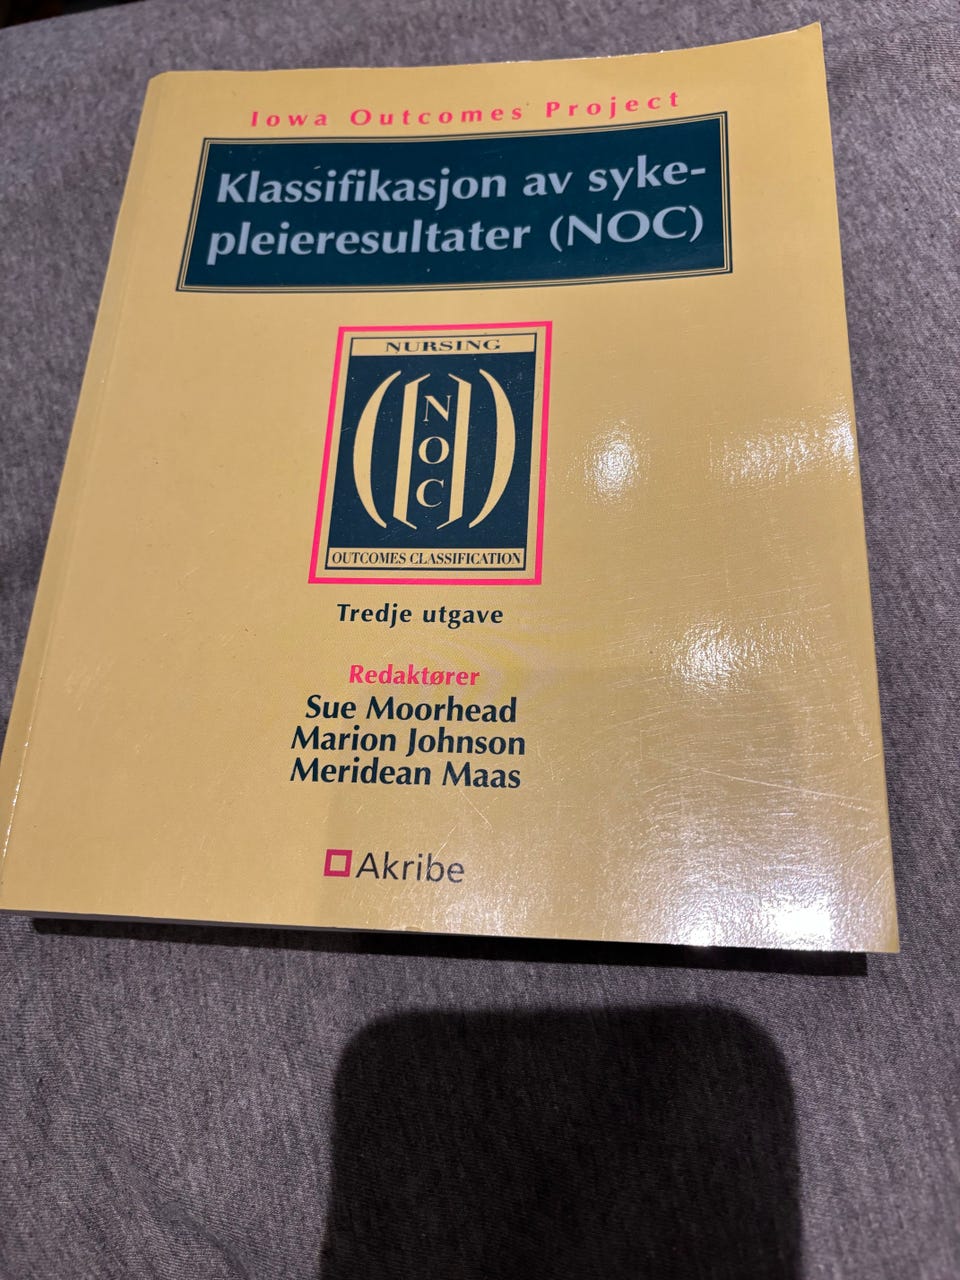 Iowa Outcomes Project
Klassifikasjon av syke-
pleieresultater (NOC)
NURSING
N
O
C
OUTCOMES CLASSIFICATION
Tredje utgave
Redaktører
Sue Moorhead
Marion Johnson
Meridean Maas
Akribe